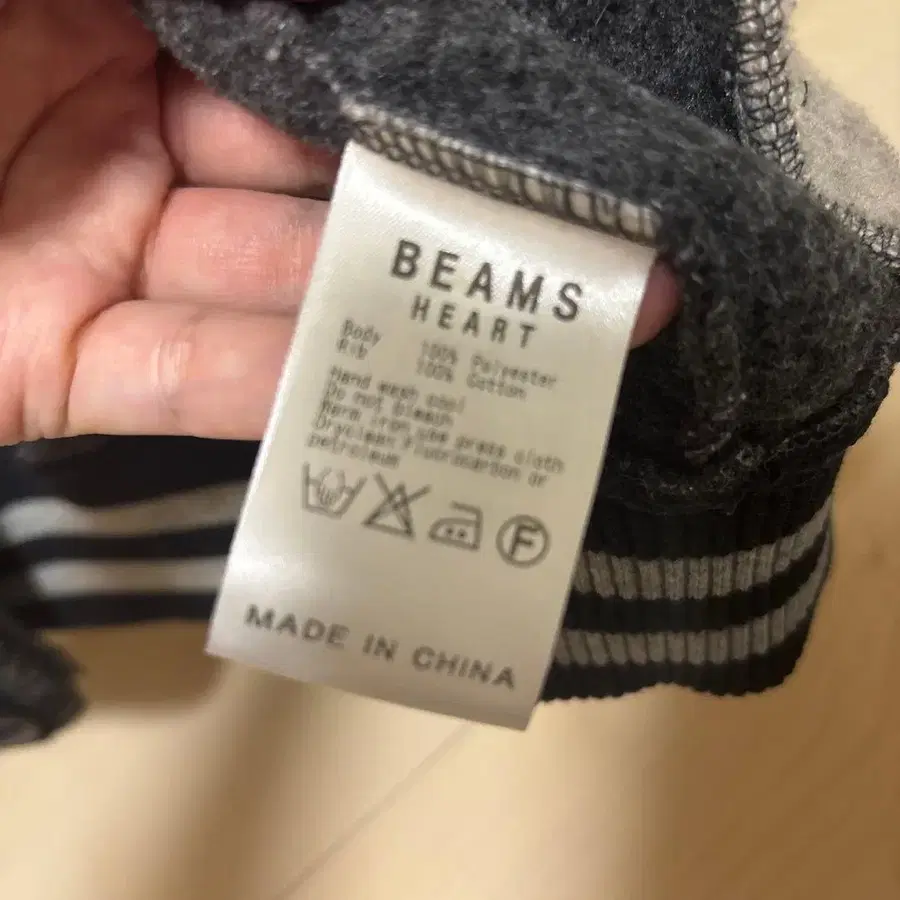 BEAMS
HEART
Body 100% Polyester
Rib 100% Cotton
Hand wash cool
Do not bleach
Warm iron use press cloth
Dryclean Fluorocarbon or
petroleum
F
MADE IN CHINA